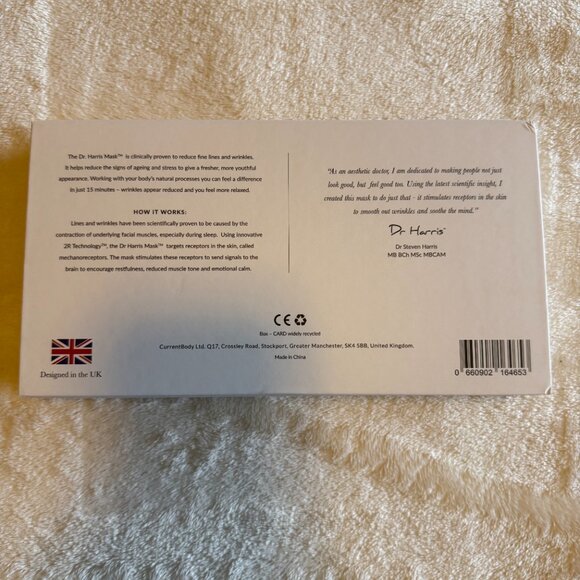 The Dr. Harris Mask™ is clinically proven to reduce fine lines and wrinkles.
It helps reduce the signs of ageing and stress to give a fresher, more youthful
appearance. Working with your body's natural processes you can feel a difference
in just 15 minutes – wrinkles appear reduced and you feel more relaxed.
HOW IT WORKS:
Lines and wrinkles have been scientifically proven to be caused by the
contraction of underlying facial muscles, especially during sleep. Using innovative
2R Technology™, the Dr Harris Mask™ targets receptors in the skin, called
mechanoreceptors. The mask stimulates these receptors to send signals to the
brain to encourage restfulness, reduced muscle tone and emotional calm.
"As an aesthetic doctor, I am dedicated to making people not just
look good, but feel good too. Using the latest scientific insight, I
created this mask to do just that - it stimulates receptors in the skin
to smooth out wrinkles and soothe the mind."
Dr Harris™
Dr Steven Harris
MB BCh MSc MBCAM
CE
Box – CARD widely recycled
CurrentBody Ltd. Q17, Crossley Road, Stockport, Greater Manchester, SK4 5BB, United Kingdom.
Made in China
Designed in the UK
0 660902 164653